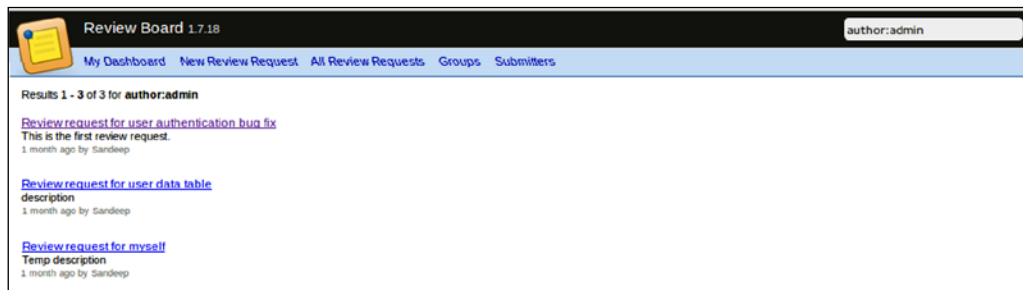 Review Board 1.7.18
author:admin
My Dashboard New Review Request All Review Requests Groups Submitters
Results 1 - 3 of 3 for author:admin
Review request for user authentication bug fix
This is the first review request.
1 month ago by Sandeep
Review request for user data table
description
1 month ago by Sandeep
Review request for myself
Temp description
1 month ago by Sandeep